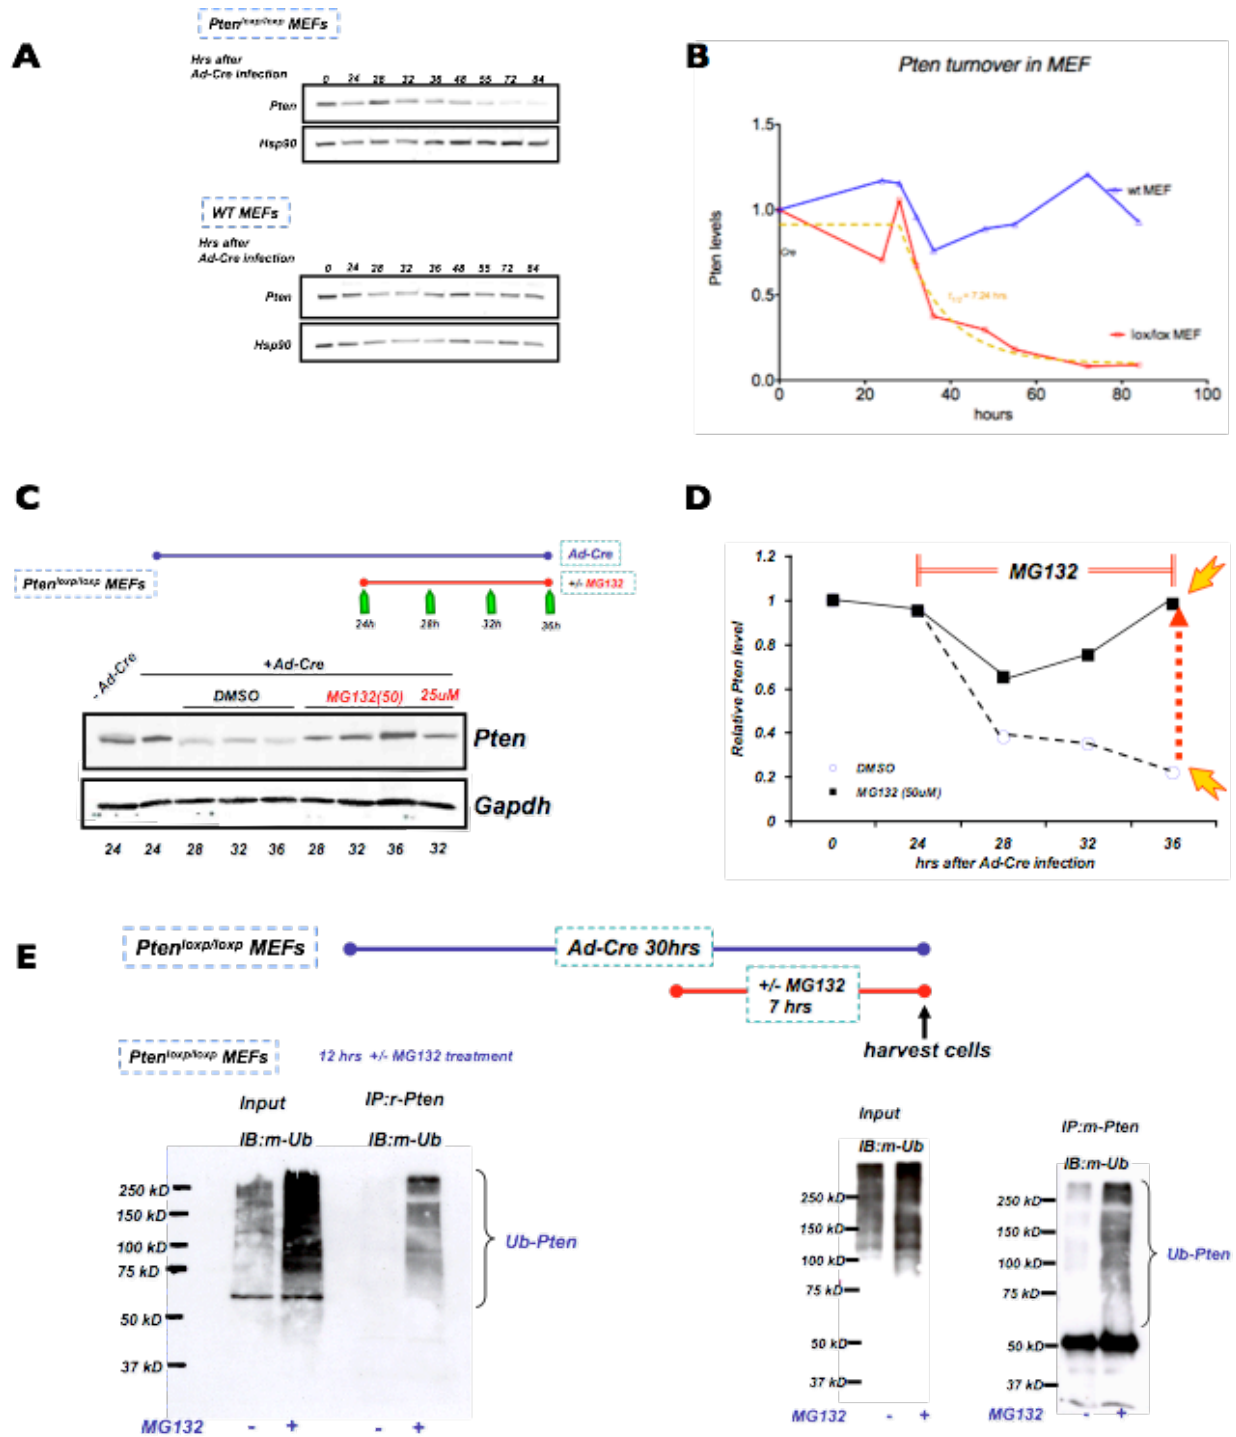 A
Pten^loxp/loxp MEFs
Hrs after
Ad-Cre infection
0 24 28 32 36 48 55 72 84
Pten
Hsp90
WT MEFs
Hrs after
Ad-Cre infection
0 24 28 32 36 48 55 72 84
Pten
Hsp90
B
Pten turnover in MEF
1.5
1.0
0.5
0.0
Pten levels
Cre
wt MEF
t1/2 = 7.24 hrs
lox/lox MEF
0 20 40 60 80 100
hours
C
Ad-Cre
Pten^loxp/loxp MEFs
+/- MG132
24h 28h 32h 36h
- Ad-Cre
+Ad-Cre
DMSO MG132(50) 25uM
Pten
Gapdh
24 24 28 32 36 28 32 36 32
D
1.2
1
0.8
0.6
0.4
0.2
0
Relative Pten level
MG132
DMSO
MG132 (50uM)
0 24 28 32 36
hrs after Ad-Cre infection
E
Pten^loxp/loxp MEFs
Ad-Cre 30hrs
+/- MG132
7 hrs
harvest cells
Pten^loxp/loxp MEFs
12 hrs +/- MG132 treatment
Input IP:r-Pten
IB:m-Ub IB:m-Ub
250 kD
150 kD
100 kD
75 kD
50 kD
37 kD
Ub-Pten
MG132 - + - +
Input
IB:m-Ub
250 kD
150 kD
100 kD
75 kD
50 kD
37 kD
MG132 - +
IP:m-Pten
IB:m-Ub
250 kD
150 kD
100 kD
75 kD
50 kD
37 kD
Ub-Pten
MG132 - +